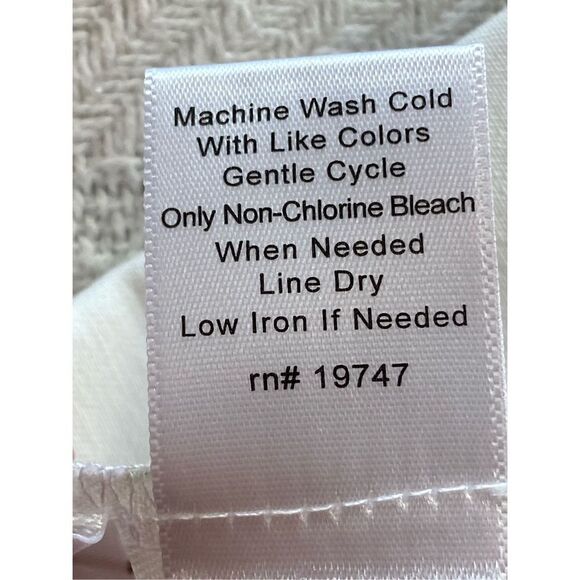 Machine Wash Cold
With Like Colors
Gentle Cycle
Only Non-Chlorine Bleach
When Needed
Line Dry
Low Iron If Needed
rn# 19747